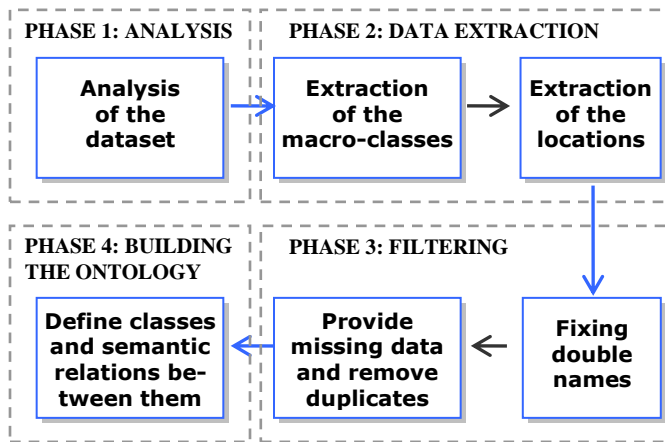 PHASE 1: ANALYSIS
Analysis
of the
dataset
PHASE 2: DATA EXTRACTION
Extraction
of the
macro-classes
Extraction
of the
locations
PHASE 3: FILTERING
Fixing
double
names
Provide
missing data
and remove
duplicates
PHASE 4: BUILDING
THE ONTOLOGY
Define classes
and semantic
relations be-
tween them